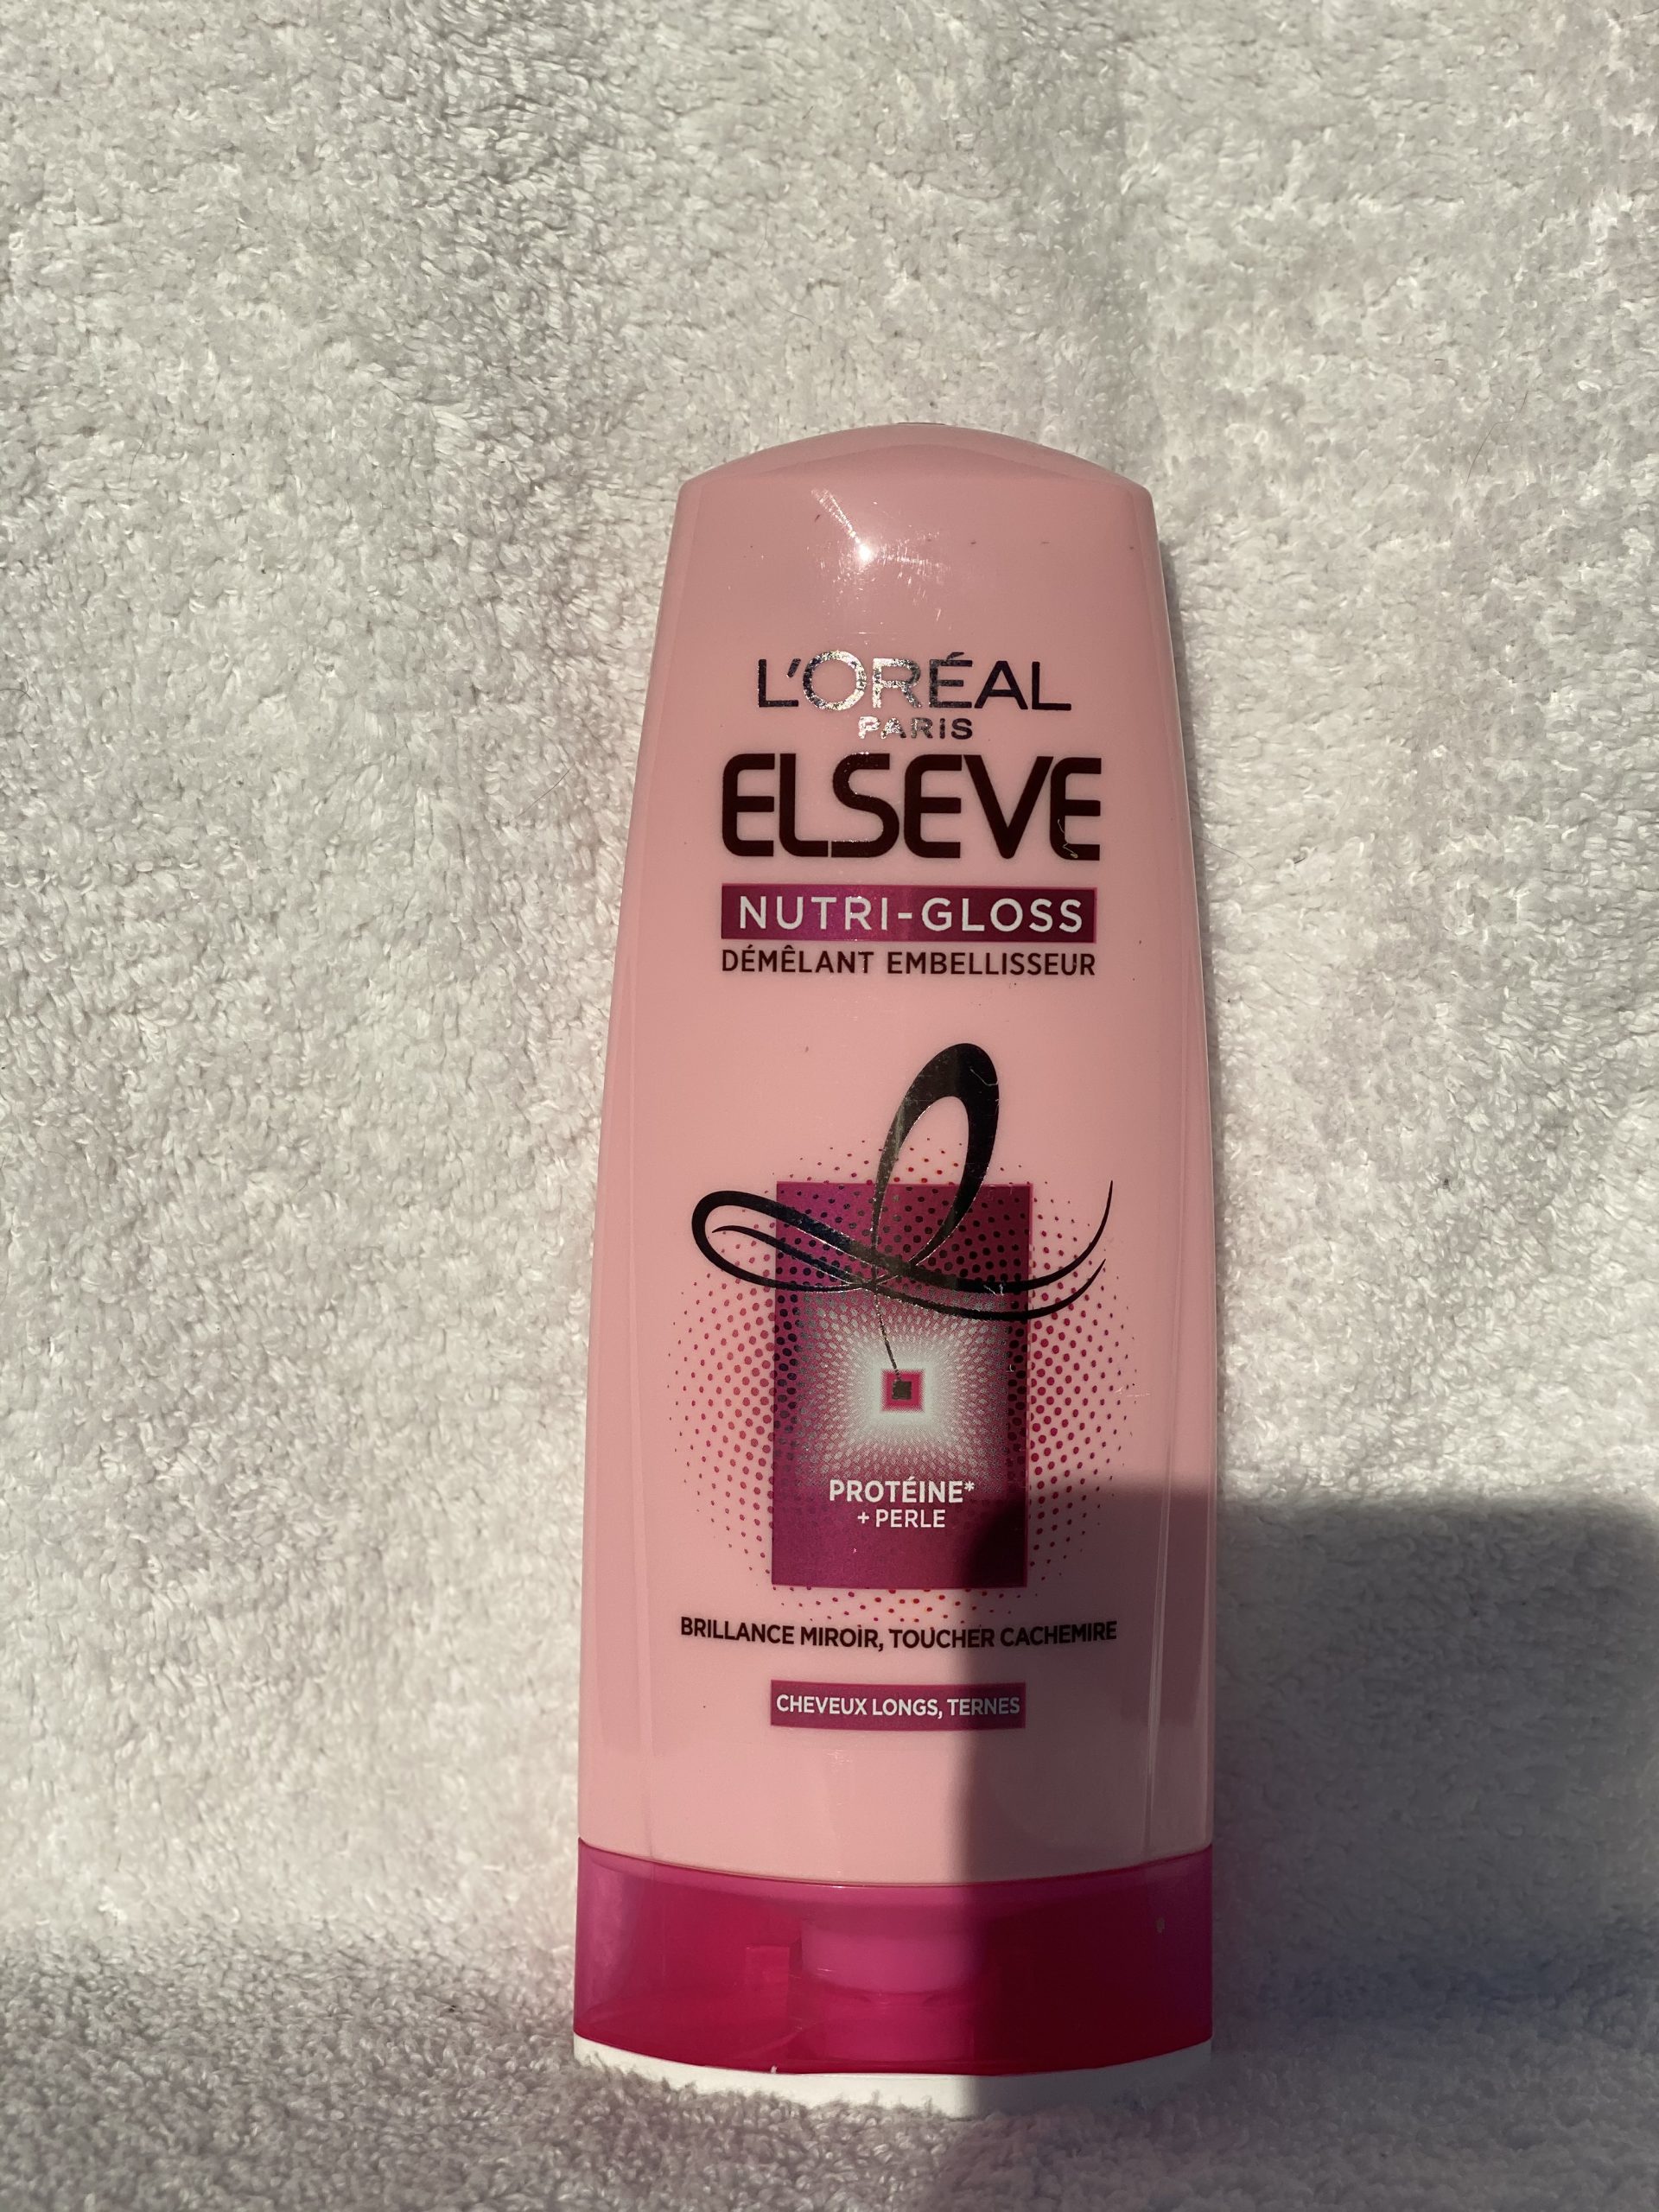 L'ORÉAL
PARIS
ELSEVE
NUTRI-GLOSS
DÉMÊLANT EMBELLISSEUR
PROTÉINE*
+ PERLE
BRILLANCE MIROIR, TOUCHER CACHEMIRE
CHEVEUX LONGS, TERNES